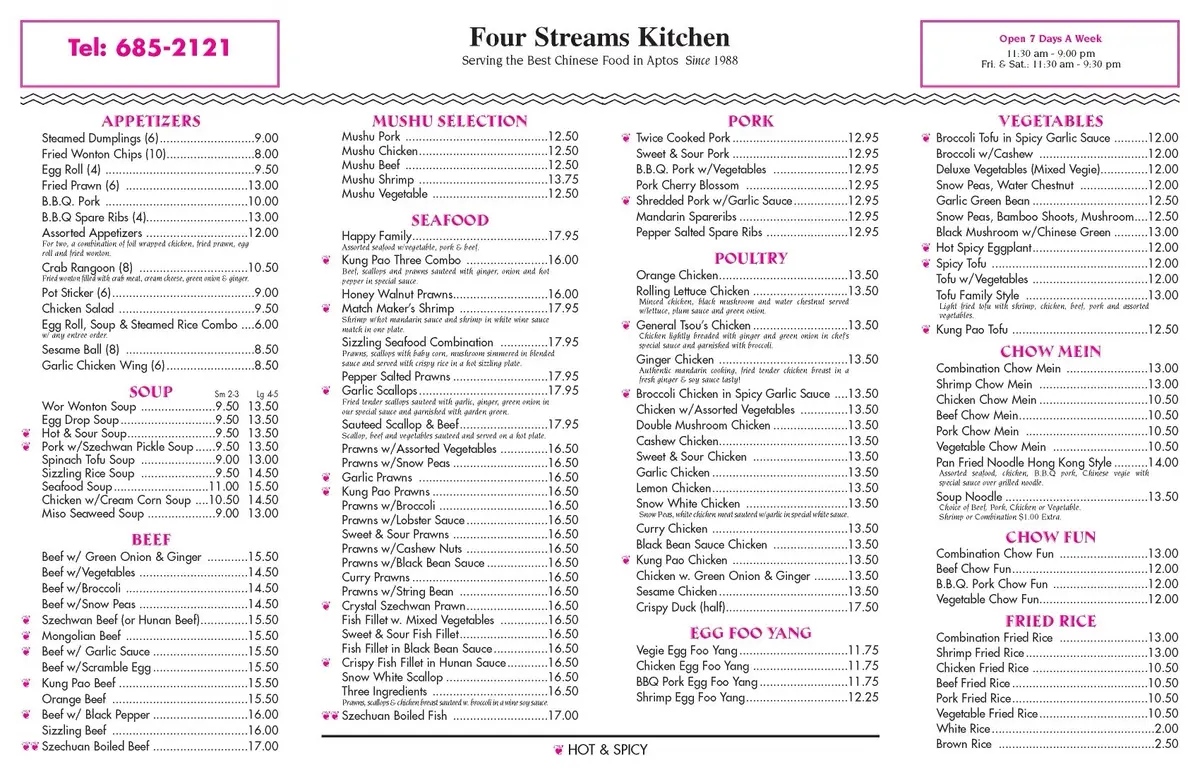 Tel: 685-2121
Four Streams Kitchen
Serving the Best Chinese Food in Aptos Since 1988
Open 7 Days A Week
11:30 am - 9:00 pm
Fri. & Sat.: 11:30 am - 9:30 pm
APPETIZERS
Steamed Dumplings (6)..........................9.00
Fried Wonton Chips (10)..........................8.00
Egg Roll (4) ..........................9.50
Fried Prawn (6) ..........................13.00
B.B.Q. Pork ..........................10.00
B.B.Q Spare Ribs (4)..........................13.00
Assorted Appetizers ..........................12.00
For two, a combination of foil wrapped chicken, fried prawn, egg
roll and fried wonton.
Crab Rangoon (8) ..........................10.50
Fried wonton filled with crab meat, cream cheese, green onion & ginger.
Pot Sticker (6)..........................9.00
Chicken Salad ..........................9.50
Egg Roll, Soup & Steamed Rice Combo ....6.00
w/ any entree order.
Sesame Ball (8) ..........................8.50
Garlic Chicken Wing (6)..........................8.50
SOUP Sm 2-3 Lg 4-5
Wor Wonton Soup ......................9.50 13.50
Egg Drop Soup......................9.50 13.50
Hot & Sour Soup......................9.50 13.50
Pork w/Szechwan Pickle Soup......9.50 13.50
Spinach Tofu Soup ......................9.00 13.00
Sizzling Rice Soup ......................9.50 14.50
Seafood Soup......................11.00 15.50
Chicken w/Cream Corn Soup ....10.50 14.50
Miso Seaweed Soup ......................9.00 13.00
BEEF
Beef w/ Green Onion & Ginger ............15.50
Beef w/Vegetables ..........................14.50
Beef w/Broccoli ..........................14.50
Beef w/Snow Peas ..........................14.50
Szechwan Beef (or Hunan Beef)..............15.50
Mongolian Beef ..........................15.50
Beef w/ Garlic Sauce ..........................15.50
Beef w/Scramble Egg..........................15.50
Kung Pao Beef ..........................15.50
Orange Beef ..........................15.50
Beef w/ Black Pepper ..........................16.00
Sizzling Beef ..........................16.00
Szechuan Boiled Beef ..........................17.00
MUSHU SELECTION
Mushu Pork ..........................12.50
Mushu Chicken..........................12.50
Mushu Beef ..........................12.50
Mushu Shrimp ..........................13.75
Mushu Vegetable ..........................12.50
SEAFOOD
Happy Family..........................17.95
Assorted seafood w/vegetable, pork & beef.
Kung Pao Three Combo ..........................16.00
Beef, scallops and prawns sauteed with ginger, onion and hot
pepper in special sauce.
Honey Walnut Prawns..........................16.00
Match Maker's Shrimp ..........................17.95
Shrimp w/hot mandarin sauce and shrimp in white wine sauce
match in one plate.
Sizzling Seafood Combination ..............17.95
Prawns, scallops with baby corn, mushroom simmered in blended
sauce and served with crispy rice in a hot sizzling plate.
Pepper Salted Prawns ..........................17.95
Garlic Scallops..........................17.95
Fried tender scallops sauteed with garlic, ginger, green onion in
our special sauce and garnished with garden green.
Sauteed Scallop & Beef..........................17.95
Scallop, beef and vegetables sauteed and served on a hot plate.
Prawns w/Assorted Vegetables ..............16.50
Prawns w/Snow Peas ..........................16.50
Garlic Prawns ..........................16.50
Kung Pao Prawns ..........................16.50
Prawns w/Broccoli ..........................16.50
Prawns w/Lobster Sauce..........................16.50
Sweet & Sour Prawns ..........................16.50
Prawns w/Cashew Nuts ..........................16.50
Prawns w/Black Bean Sauce..................16.50
Curry Prawns ..........................16.50
Prawns w/String Bean ..........................16.50
Crystal Szechwan Prawn..........................16.50
Fish Fillet w. Mixed Vegetables ..............16.50
Sweet & Sour Fish Fillet..........................16.50
Fish Fillet in Black Bean Sauce..............16.50
Crispy Fish Fillet in Hunan Sauce............16.50
Snow White Scallop ..........................16.50
Three Ingredients ..........................16.50
Prawns, scallops & chicken breast sauteed w. broccoli in a wine soy sauce.
Szechuan Boiled Fish ..........................17.00
PORK
Twice Cooked Pork..........................12.95
Sweet & Sour Pork ..........................12.95
B.B.Q. Pork w/Vegetables ..................12.95
Pork Cherry Blossom ..........................12.95
Shredded Pork w/Garlic Sauce..............12.95
Mandarin Spareribs ..........................12.95
Pepper Salted Spare Ribs ..................12.95
POULTRY
Orange Chicken..........................13.50
Rolling Lettuce Chicken ..........................13.50
Minced chicken, black mushroom and water chestnut served
w/lettuce, plum sauce and green onion.
General Tsou's Chicken ..........................13.50
Chicken lightly breaded with ginger and green onion in chef's
special sauce and garnished with broccoli.
Ginger Chicken ..........................13.50
Authentic mandarin cooking, fried tender chicken breast in a
fresh ginger & soy sauce tasty!
Broccoli Chicken in Spicy Garlic Sauce ....13.50
Chicken w/Assorted Vegetables ............13.50
Double Mushroom Chicken ..................13.50
Cashew Chicken..........................13.50
Sweet & Sour Chicken ..........................13.50
Garlic Chicken..........................13.50
Lemon Chicken..........................13.50
Snow White Chicken ..........................13.50
Snow Peas, white chicken meat sauteed w/garlic in special white sauce.
Curry Chicken ..........................13.50
Black Bean Sauce Chicken ..................13.50
Kung Pao Chicken ..........................13.50
Chicken w. Green Onion & Ginger ..........13.50
Sesame Chicken..........................13.50
Crispy Duck (half)..........................17.50
EGG FOO YANG
Vegie Egg Foo Yang..........................11.75
Chicken Egg Foo Yang ..........................11.75
BBQ Pork Egg Foo Yang ..................11.75
Shrimp Egg Foo Yang..........................12.25
HOT & SPICY
VEGETABLES
Broccoli Tofu in Spicy Garlic Sauce ..........12.00
Broccoli w/Cashew ..........................12.00
Deluxe Vegetables (Mixed Vegie)............12.00
Snow Peas, Water Chestnut ..................12.00
Garlic Green Bean ..........................12.50
Snow Peas, Bamboo Shoots, Mushroom....12.50
Black Mushroom w/Chinese Green ........13.00
Hot Spicy Eggplant..........................12.00
Spicy Tofu ..........................12.00
Tofu w/Vegetables ..........................12.00
Tofu Family Style ..........................13.00
Light fried tofu with shrimp, chicken, beef, pork and assorted
vegetables.
Kung Pao Tofu ..........................12.50
CHOW MEIN
Combination Chow Mein ..................13.00
Shrimp Chow Mein ..........................13.00
Chicken Chow Mein ..........................10.50
Beef Chow Mein..........................10.50
Pork Chow Mein ..........................10.50
Vegetable Chow Mein ..........................10.50
Pan Fried Noodle Hong Kong Style ..........14.00
Assorted seafood, chicken, B.B.Q pork, Chinese vegie with
special sauce over grilled noodle.
Soup Noodle ..........................13.50
Choice of Beef, Pork, Chicken or Vegetable.
Shrimp or Combination $1.00 Extra.
CHOW FUN
Combination Chow Fun ..................13.00
Beef Chow Fun..........................12.00
B.B.Q. Pork Chow Fun ..................12.00
Vegetable Chow Fun..........................12.00
FRIED RICE
Combination Fried Rice ..................13.00
Shrimp Fried Rice..........................13.00
Chicken Fried Rice ..........................10.50
Beef Fried Rice..........................10.50
Pork Fried Rice..........................10.50
Vegetable Fried Rice..........................10.50
White Rice..........................2.00
Brown Rice ..........................2.50